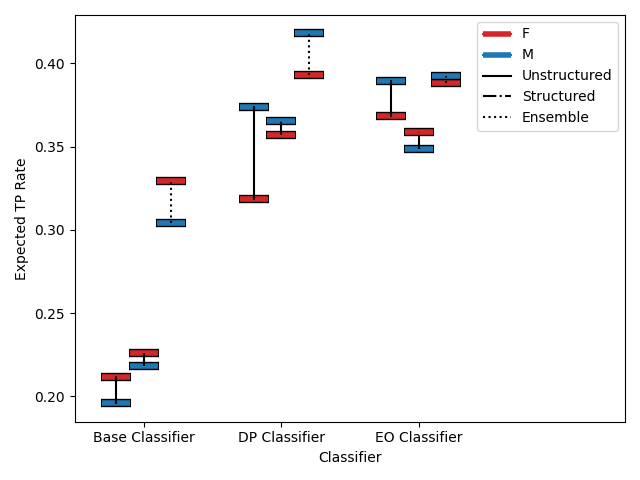 F
M
Unstructured
Structured
Ensemble
0.40
0.35
0.30
0.25
0.20
Expected TP Rate
Base Classifier
DP Classifier
EO Classifier
Classifier